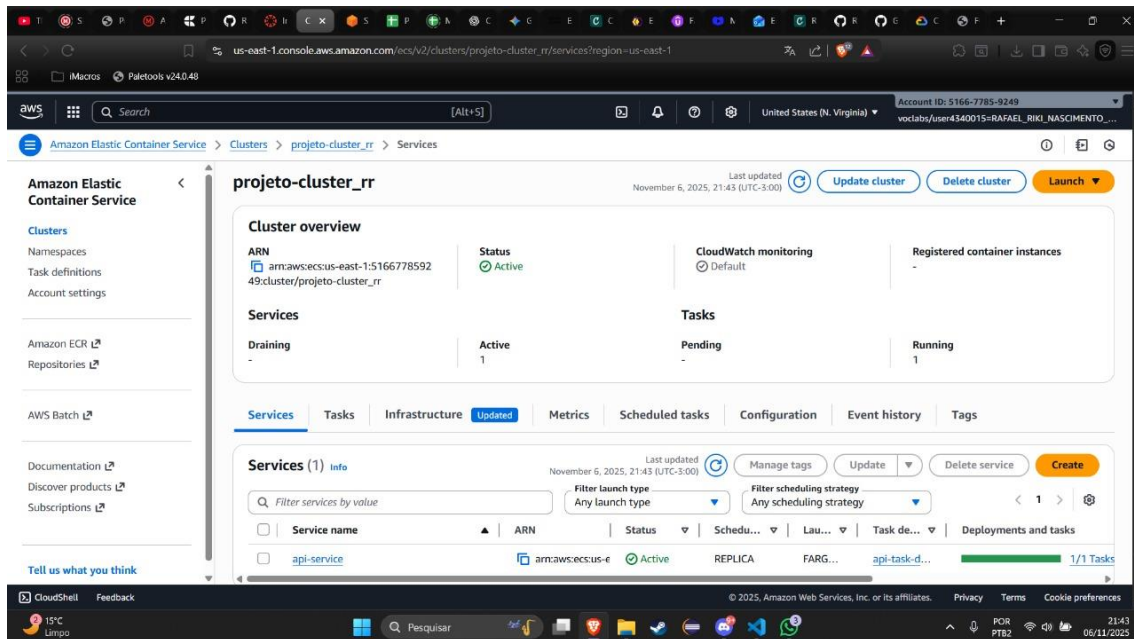 us-east-1.console.aws.amazon.com/ecs/v2/clusters/projeto-cluster_rr/services?region=us-east-1
iMacros Paletools v24.0.48
aws Search [Alt+S] United States (N. Virginia) Account ID: 5166-7785-9249
voclabs/user4340015=RAFAEL_RIKI_NASCIMENTO_...
Amazon Elastic Container Service > Clusters > projeto-cluster_rr > Services
Amazon Elastic
Container Service
Clusters
Namespaces
Task definitions
Account settings
Amazon ECR
Repositories
AWS Batch
Documentation
Discover products
Subscriptions
Tell us what you think
projeto-cluster_rr
Last updated
November 6, 2025, 21:43 (UTC-3:00)
Update cluster Delete cluster Launch
Cluster overview
ARN
arn:aws:ecs:us-east-1:5166778592
49:cluster/projeto-cluster_rr
Status
Active
CloudWatch monitoring
Default
Registered container instances
-
Services
Draining
-
Active
1
Tasks
Pending
-
Running
1
Services Tasks Infrastructure Updated Metrics Scheduled tasks Configuration Event history Tags
Services (1) Info
Last updated
November 6, 2025, 21:43 (UTC-3:00)
Manage tags Update Delete service Create
Filter services by value
Filter launch type
Any launch type
Filter scheduling strategy
Any scheduling strategy
< 1 >
Service name ARN Status Schedu... Lau... Task de... Deployments and tasks
api-service arn:aws:ecs:us-e Active REPLICA FARG... api-task-d... 1/1 Tasks
CloudShell Feedback © 2025, Amazon Web Services, Inc. or its affiliates. Privacy Terms Cookie preferences
15°C
Limpo
Pesquisar
POR
PTB2
21:43
06/11/2025